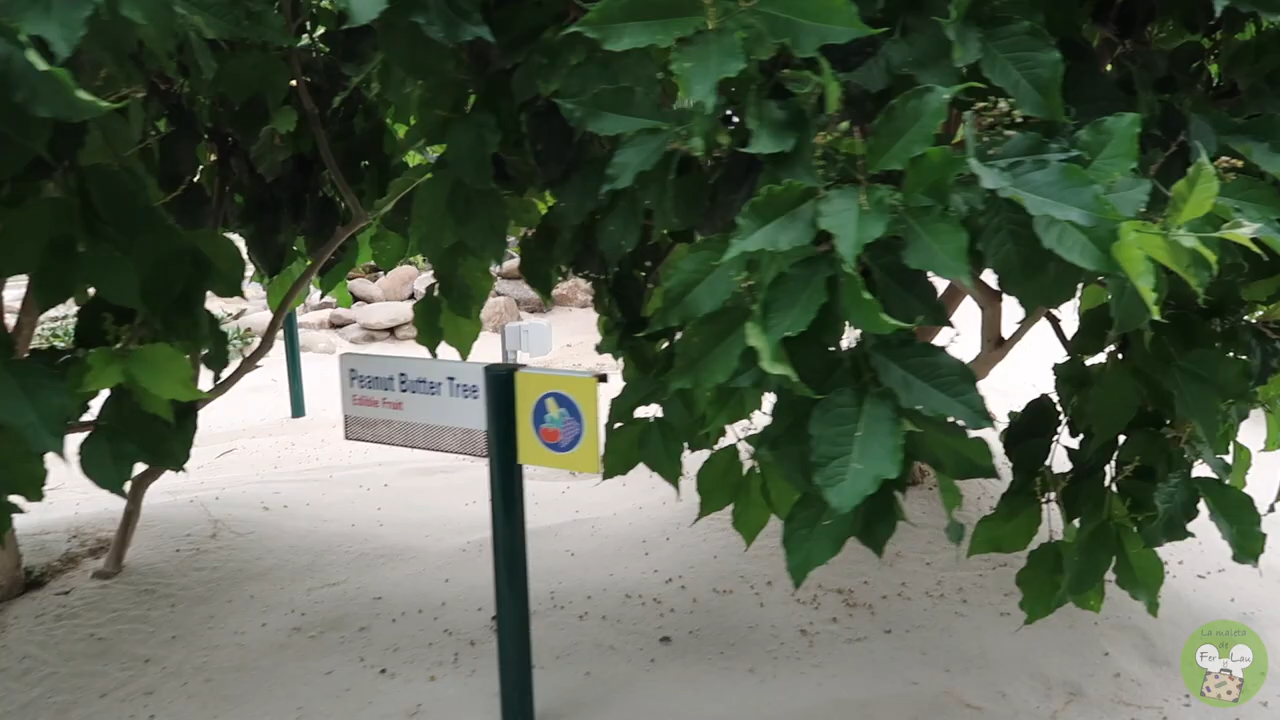 Peanut Butter Tree
Edible Fruit
La maleta
de
Fer y Lau